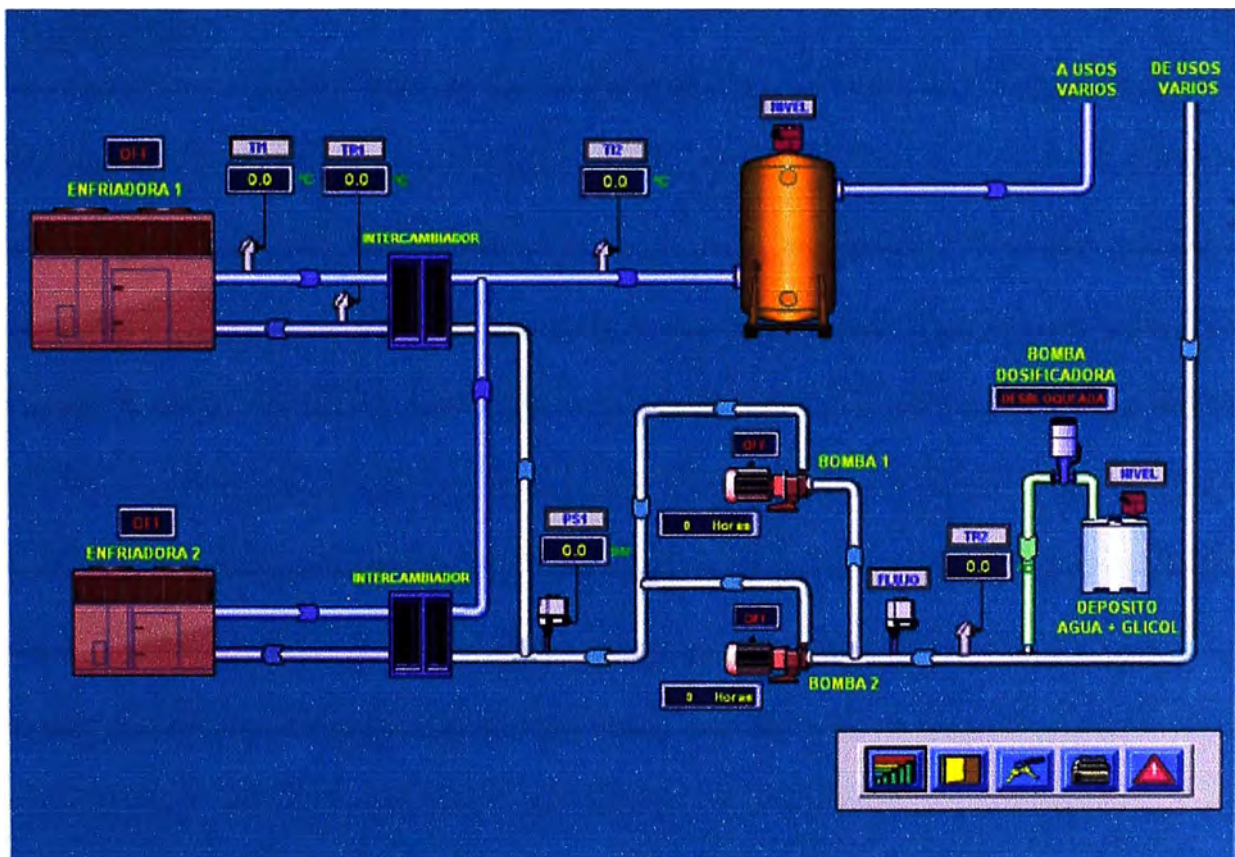 A USOS
VARIOS
DE USOS
VARIOS
NIVEL
OFF
TI1
TR1
TI2
0.0 °C
0.0 °C
0.0 °C
ENFRIADORA 1
INTERCAMBIADOR
BOMBA
DOSIFICADORA
DESBLOQUEADA
OFF
BOMBA 1
NIVEL
0 Horas
OFF
PS1
0.0 bar
TR2
0.0
ENFRIADORA 2
INTERCAMBIADOR
FLUJO
OFF
DEPOSITO
AGUA + GLICOL
BOMBA 2
0 Horas